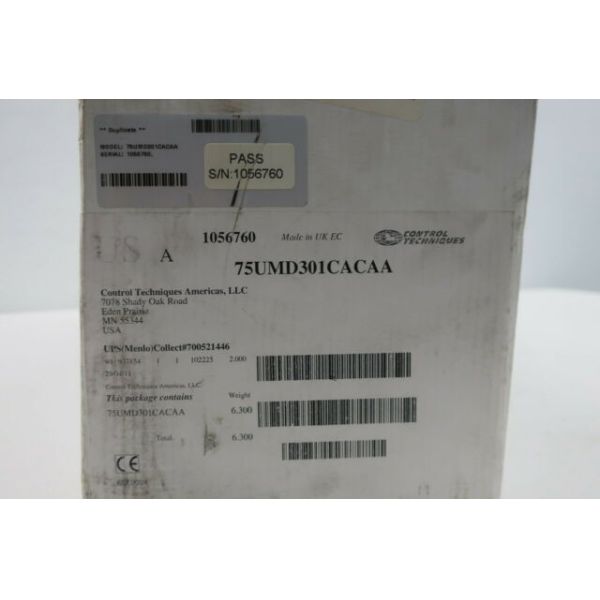 ** Duplicate **
MODEL: 75UMD301CACAA
SERIAL: 1056760,
PASS
S/N:1056760
US A 1056760 Made in UK EC CONTROL TECHNIQUES
75UMD301CACAA
Control Techniques Americas, LLC
7078 Shady Oak Road
Eden Prairie
MN 55344
USA
UPS(Menlo)Collect#700521446
1 1 102225 2.000
Control Techniques Americas, LLC
This package contains Weight
75UMD301CACAA 6.300
Total 6.300
CE